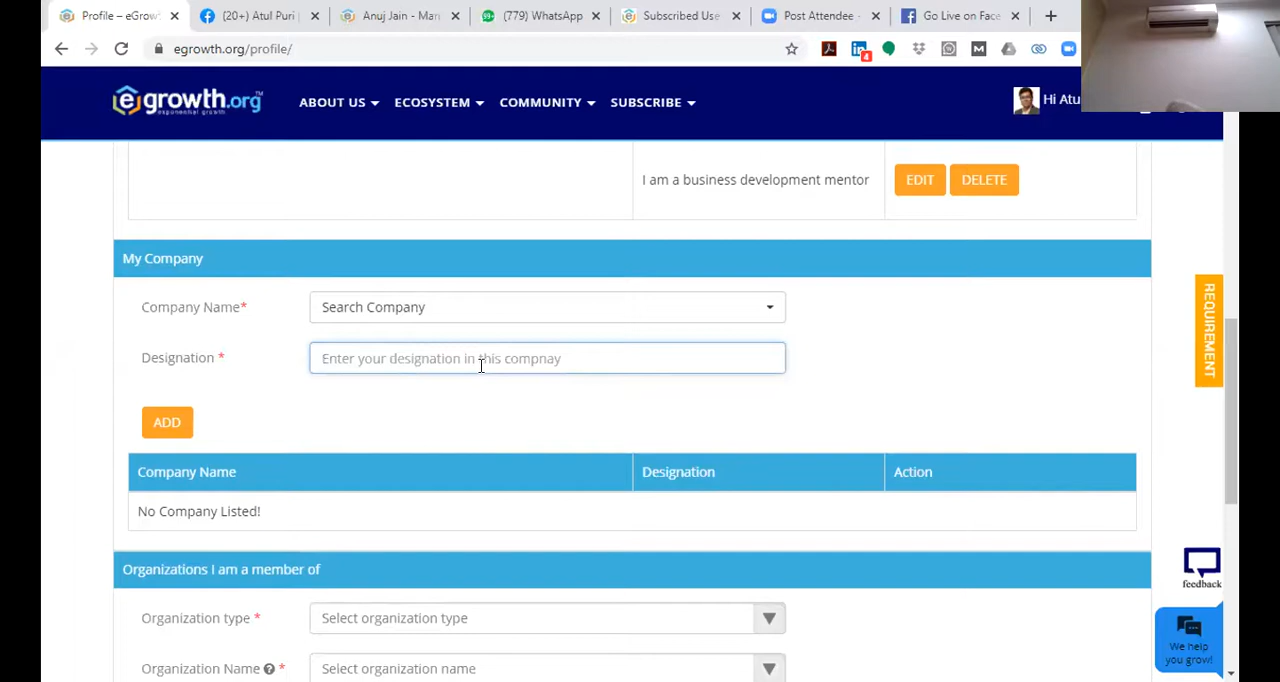 Profile – eGrow
(20+) Atul Puri |
Anuj Jain - Mar
(779) WhatsApp
Subscribed Use
Post Attendee -
Go Live on Face
egrowth.org/profile/
4
egrowth.org™
exponential growth
ABOUT US
ECOSYSTEM
COMMUNITY
SUBSCRIBE
Hi Atu
I am a business development mentor
EDIT
DELETE
My Company
Company Name*
Search Company
Designation *
Enter your designation in this compnay
ADD
Company Name
Designation
Action
No Company Listed!
Organizations I am a member of
Organization type *
Select organization type
Organization Name *
Select organization name
REQUIREMENT
feedback
We help
you grow!